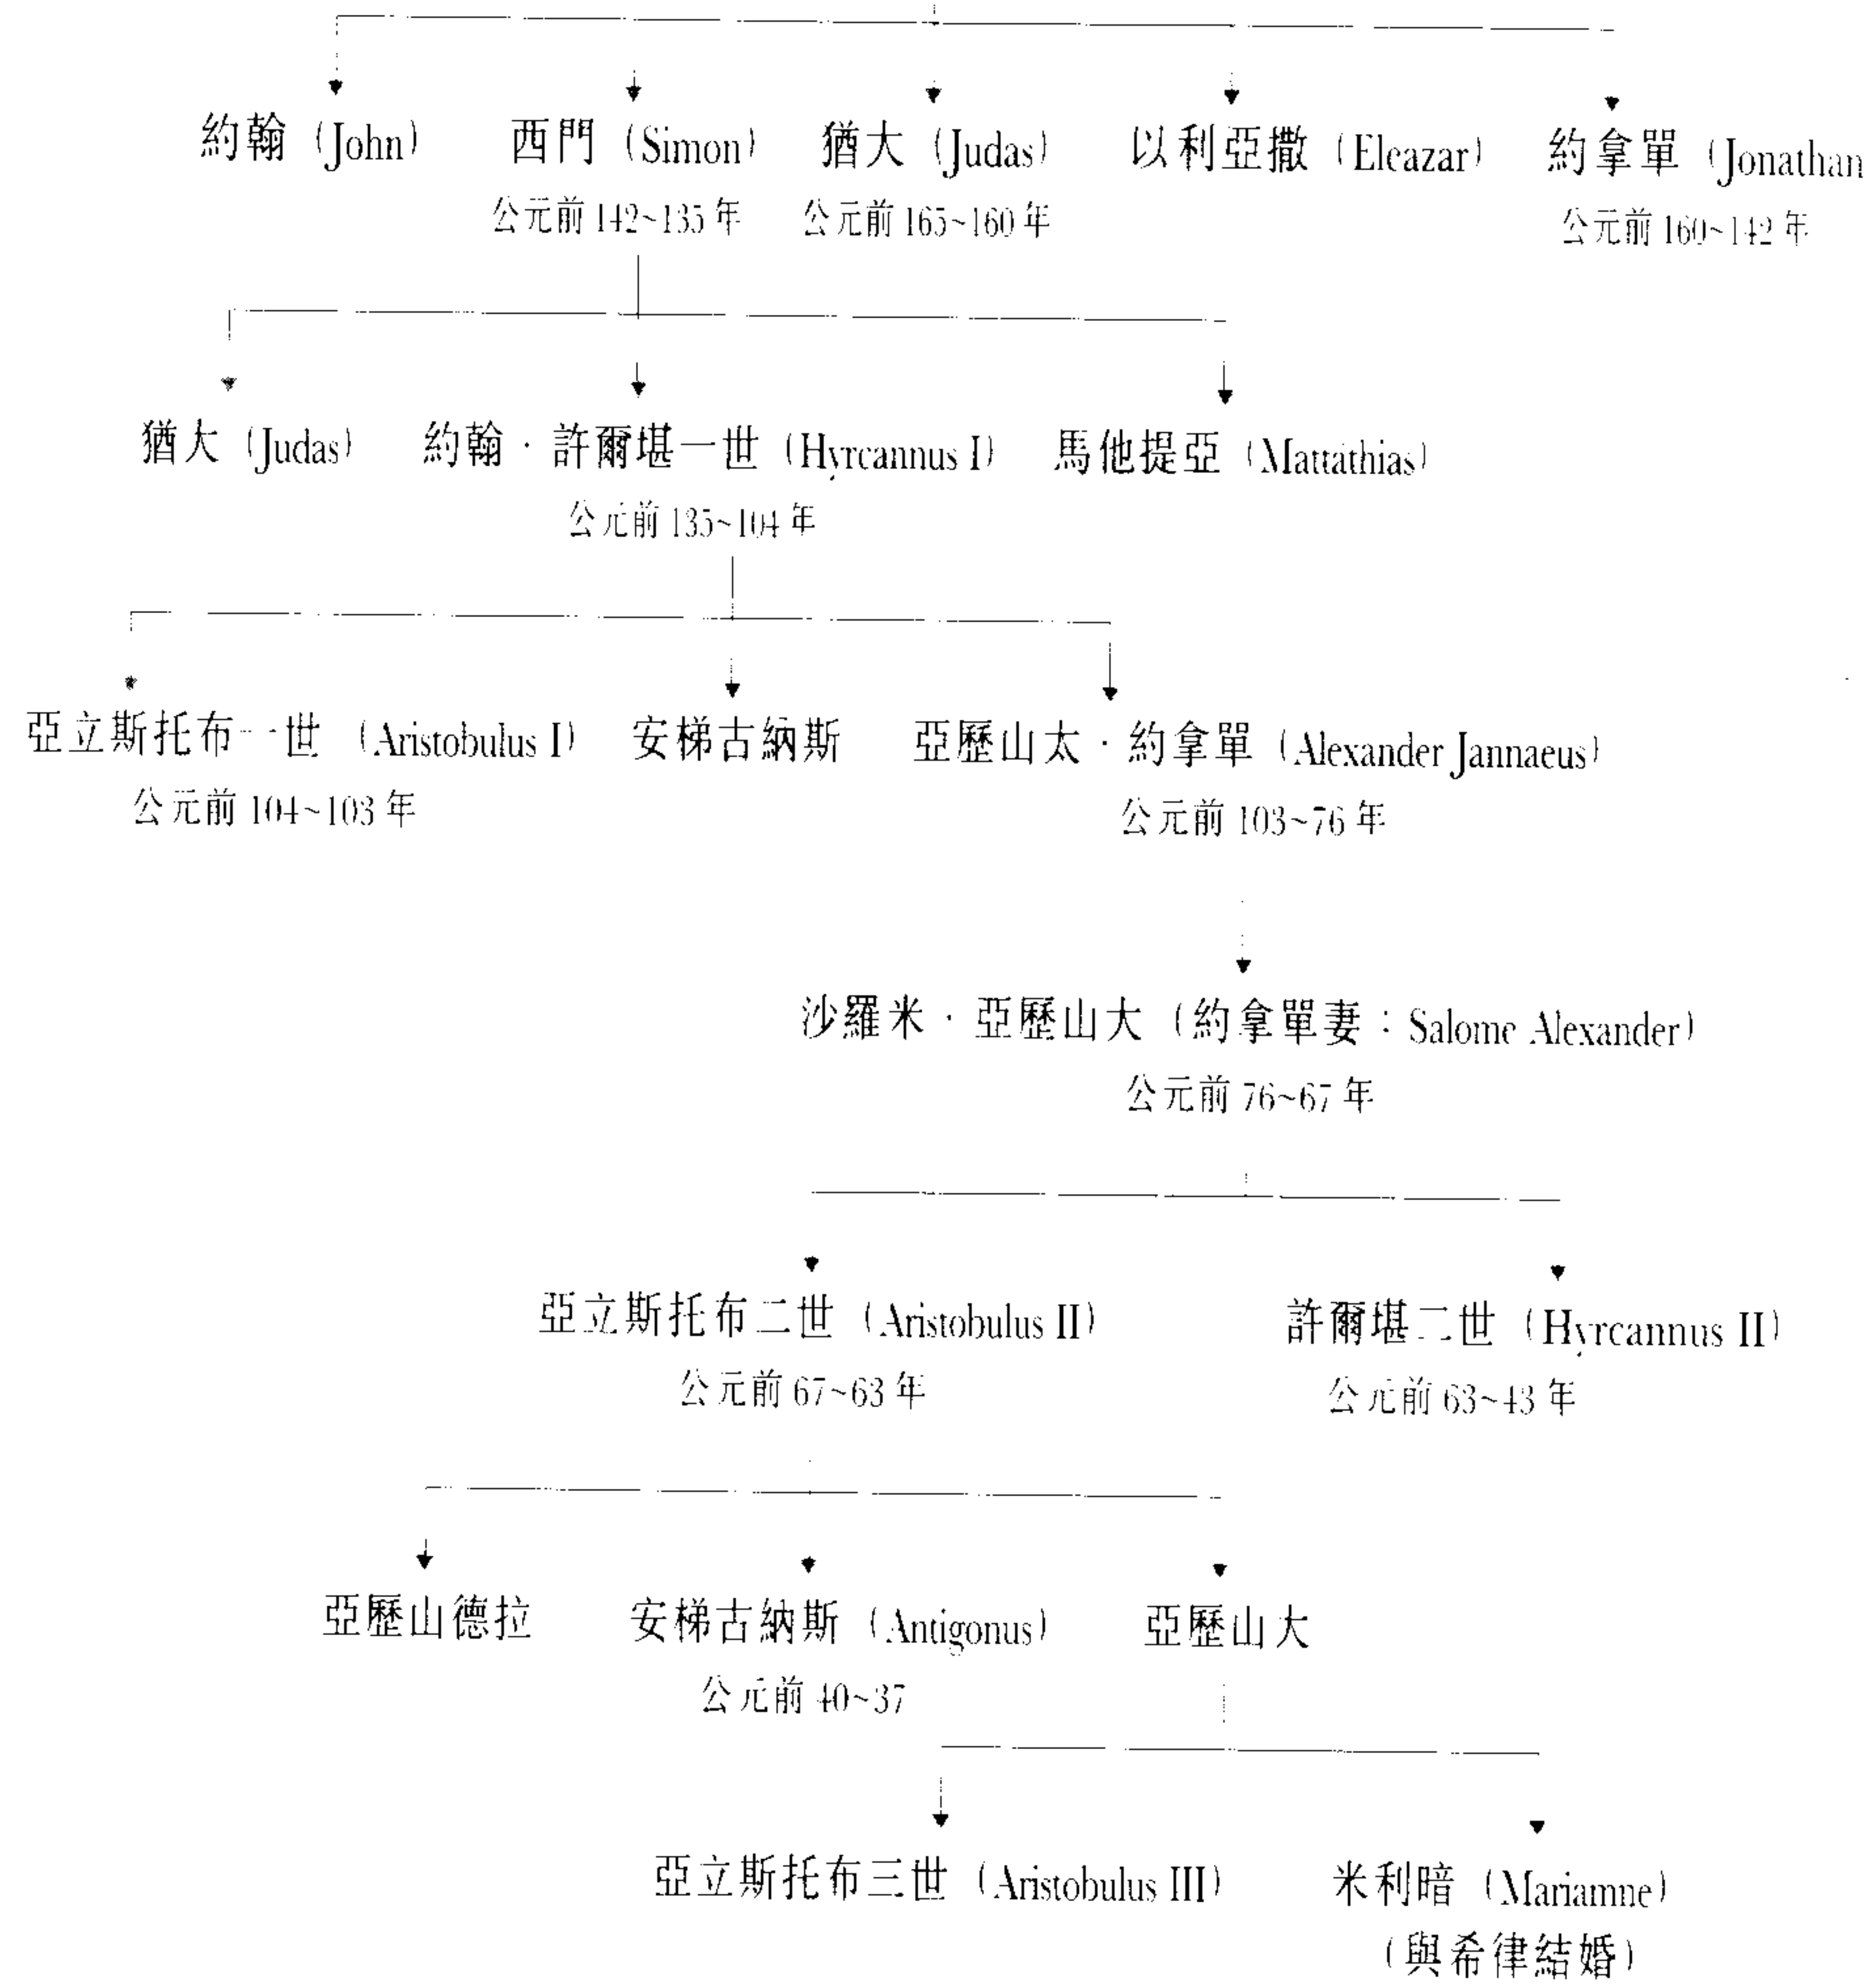 約翰（John） 西門（Simon） 猶大（Judas） 以利亞撒（Eleazar） 約拿單（Jonathan
公元前 142~135 年 公元前 165~160 年 公元前 160~142 年
猶大（Judas） 約翰．許爾堪一世（Hyrcannus I） 馬他提亞（Mattathias）
公元前 135~104 年
亞立斯托布一世（Aristobulus I） 安梯古納斯 亞歷山太．約拿單（Alexander Jannaeus）
公元前 104~103 年 公元前 103~76 年
沙羅米．亞歷山大（約拿單妻：Salome Alexander）
公元前 76~67 年
亞立斯托布二世（Aristobulus II） 許爾堪二世（Hyrcannus II）
公元前 67~63 年 公元前 63~43 年
亞歷山德拉 安梯古納斯（Antigonus） 亞歷山大
公元前 40~37
亞立斯托布三世（Aristobulus III） 米利暗（Mariamne）
（與希律結婚）